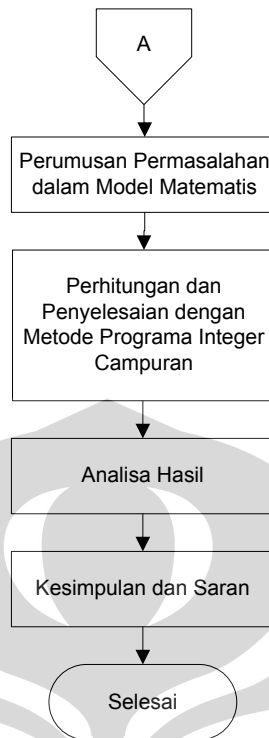 A
Perumusan Permasalahan
dalam Model Matematis
Perhitungan dan
Penyelesaian dengan
Metode Programa Integer
Campuran
Analisa Hasil
Kesimpulan dan Saran
Selesai